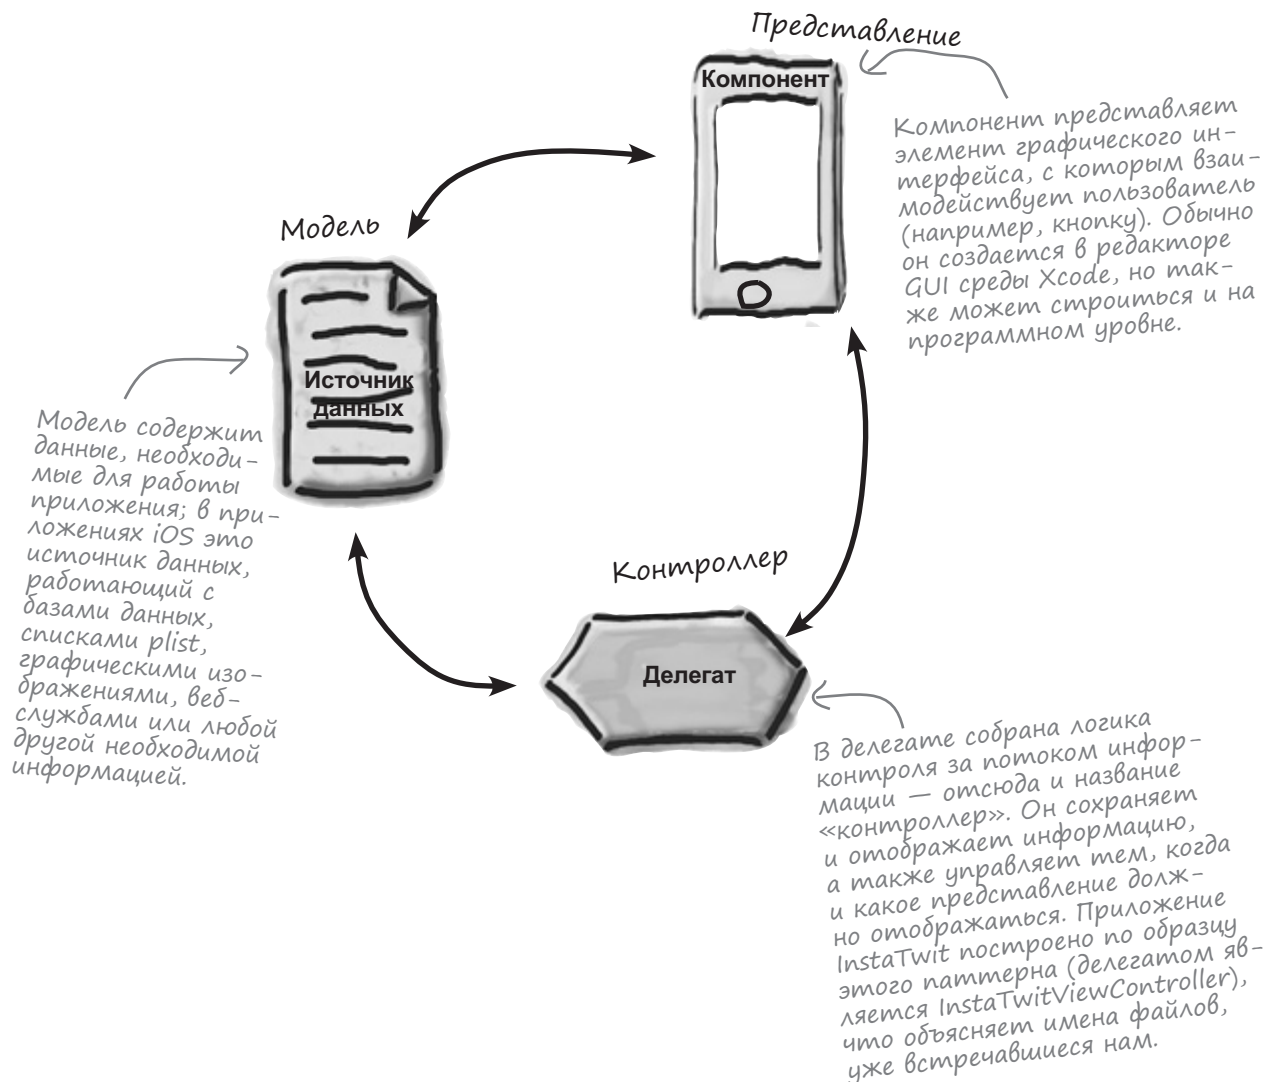 Представление
Компонент
Компонент представляет
элемент графического ин-
терфейса, с которым взаи-
модействует пользователь
(например, кнопку). Обычно
он создается в редакторе
GUI среды Xcode, но так-
же может строиться и на
программном уровне.
Модель
Источник
данных
Модель содержит
данные, необходи-
мые для работы
приложения; в при-
ложениях iOS это
источник данных,
работающий с
базами данных,
списками plist,
графическими изо-
бражениями, веб-
службами или любой
другой необходимой
информацией.
Контроллер
Делегат
В делегате собрана логика
контроля за потоком инфор-
мации — отсюда и название
«контроллер». Он сохраняет
и отображает информацию,
а также управляет тем, когда
и какое представление долж-
но отображаться. Приложение
InstaTwit построено по образцу
этого паттерна (делегатом яв-
ляется InstaTwitViewController),
что объясняет имена файлов,
уже встречавшиеся нам.